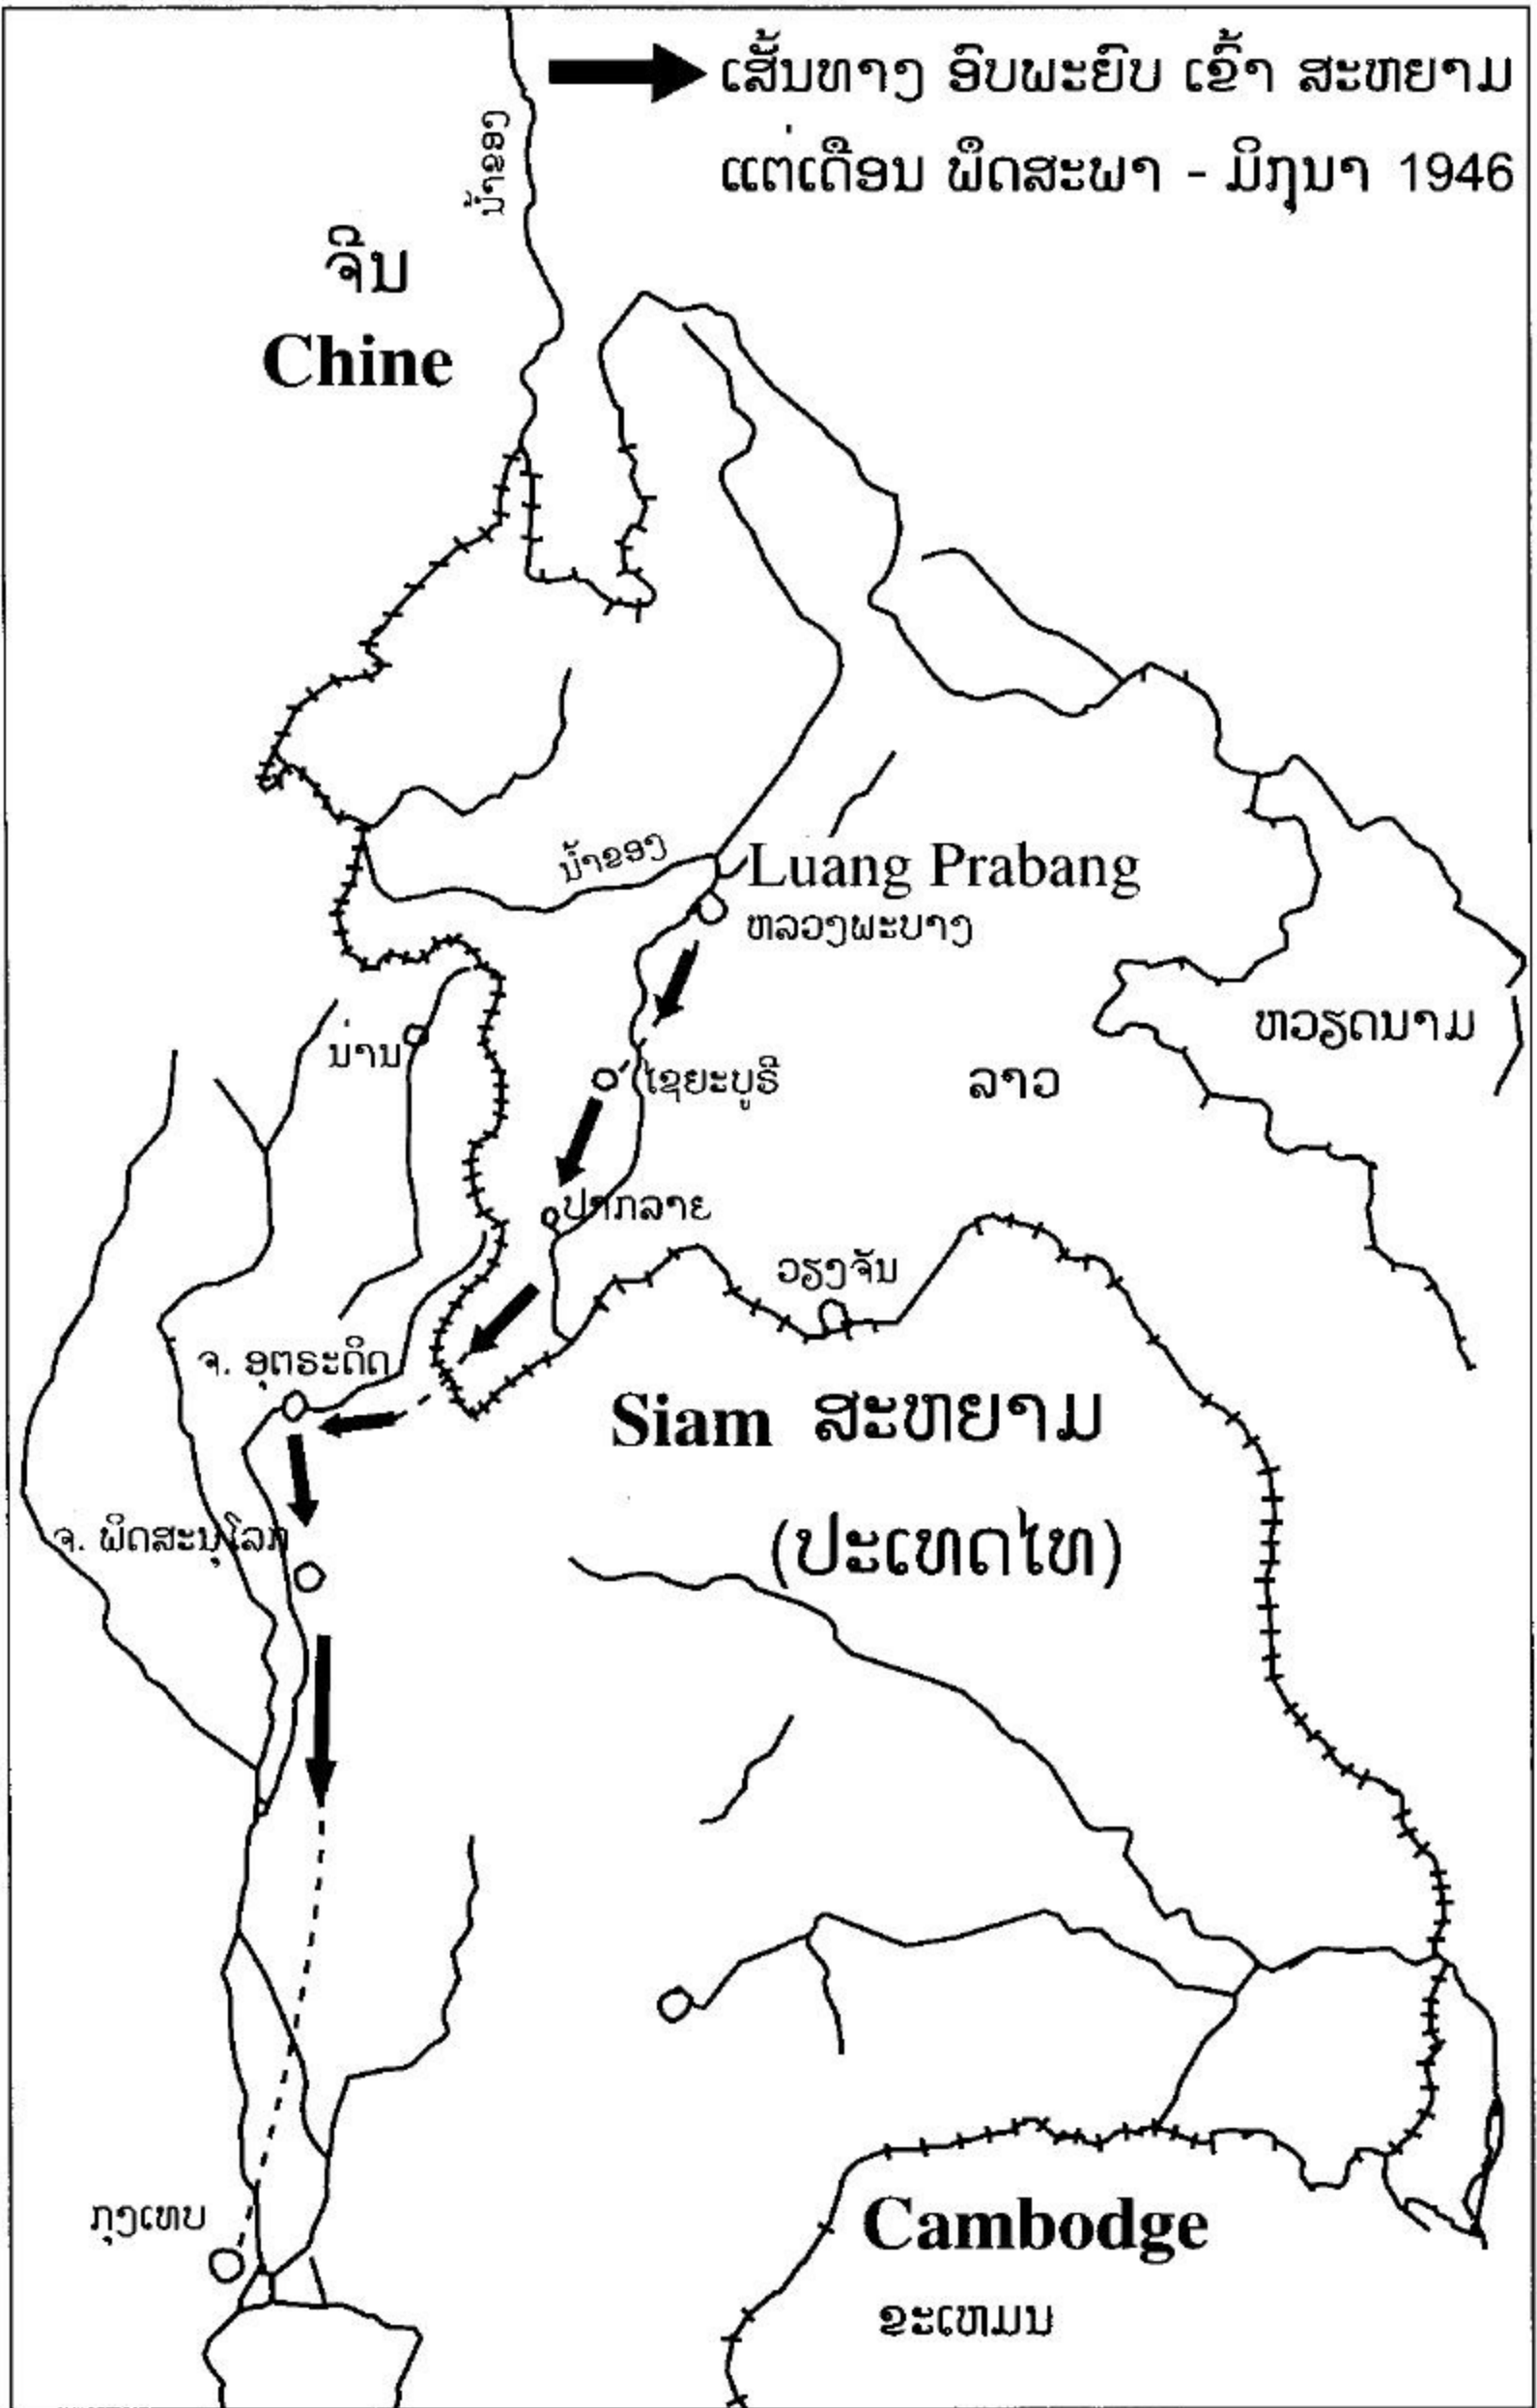 ເສັ້ນທາງ ອົບພະຍົບ ເຂົ້າ ສະຫຍາມ
ແຕ່ເດືອນ ພຶດສະພາ - ມິຖຸນາ 1946
ນ້ຳຂອງ
ຈີນ
Chine
ນ້ຳຂອງ
Luang Prabang
ຫລວງພະບາງ
ຫວຽດນາມ
ນ່ານ
ໄຊຍະບູຣີ
ລາວ
ປາກລາຍ
ວຽງຈັນ
ຈ. ອຸຕຣະດິດ
Siam ສະຫຍາມ
ຈ. ພິດສະນຸໂລກ
(ປະເທດໄທ)
ກຸງເທບ
Cambodge
ຂະເຫມນ